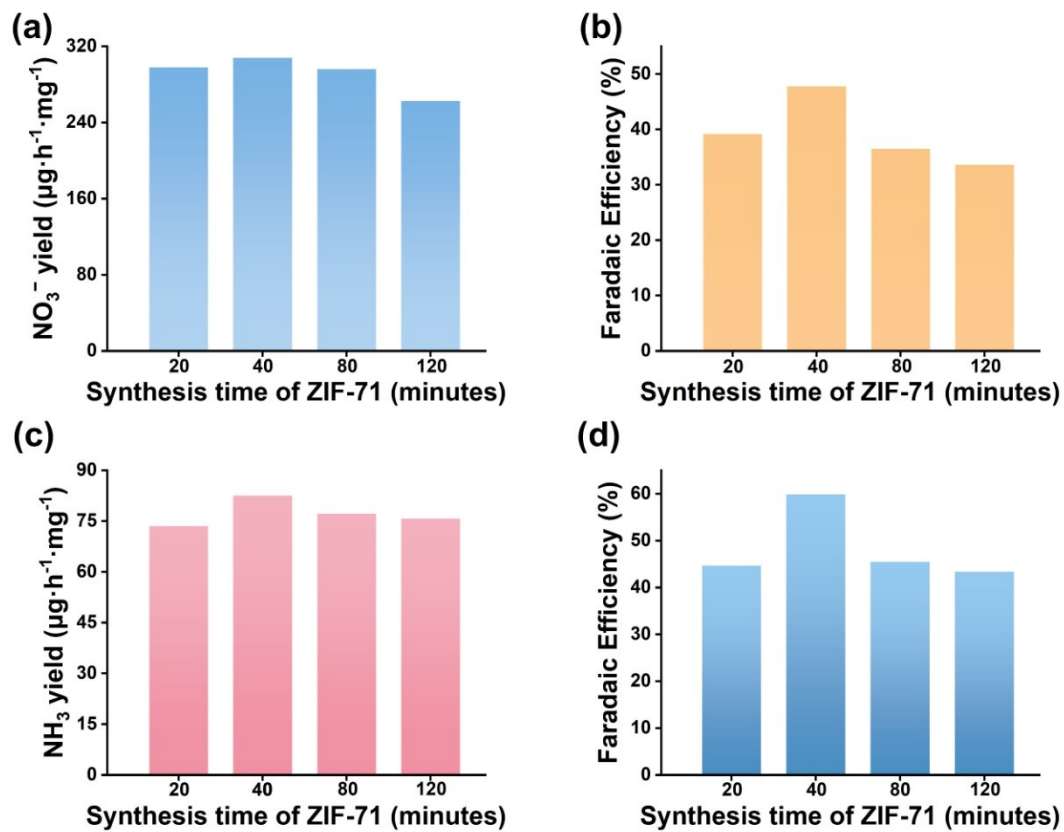 (a)
NO₃⁻ yield (µg·h⁻¹·mg⁻¹)
320
240
160
80
0
20 40 80 120
Synthesis time of ZIF-71 (minutes)
(b)
Faradaic Efficiency (%)
50
40
30
20
10
0
20 40 80 120
Synthesis time of ZIF-71 (minutes)
(c)
NH₃ yield (µg·h⁻¹·mg⁻¹)
90
75
60
45
30
15
0
20 40 80 120
Synthesis time of ZIF-71 (minutes)
(d)
Faradaic Efficiency (%)
60
50
40
30
20
10
0
20 40 80 120
Synthesis time of ZIF-71 (minutes)